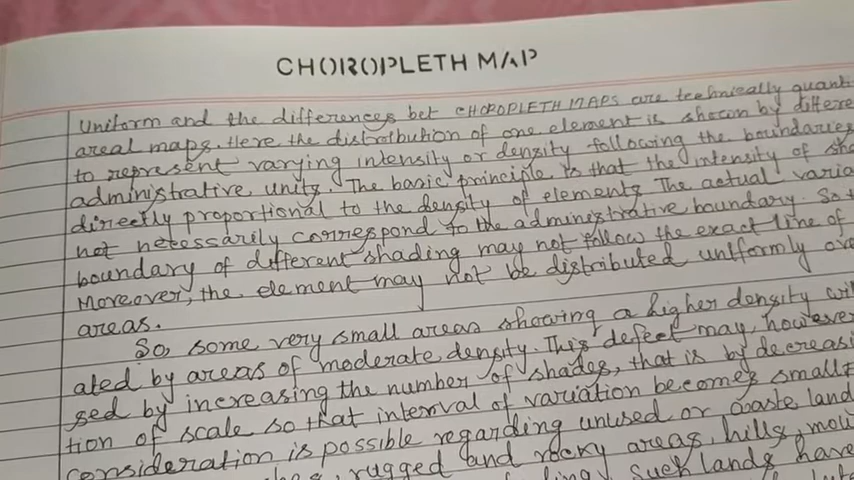 CHOROPLETH MAP
Uniform and the differences bet CHOROPLETH MAPS are technically quant
areal maps. Here the distribution of one element is shown by differe
to represent varying intensity or density following the boundaries
administrative units. The basic principle is that the intensity of sha
directly proportional to the density of elements The actual varia
not necessarily correspond to the administrative boundary. So
boundary of different shading may not follow the exact line of
Moreover, the element may not be distributed uniformly ove
areas.
So, some very small areas showing a higher density wil
ated by areas of moderate density. This defect may, however
sed by increasing the number of shades, that is by decreasi
tion of scale so that interval of variation becomes small
consideration is possible regarding unused or waste land
rugged and rocky areas, hills, mou
such lands have